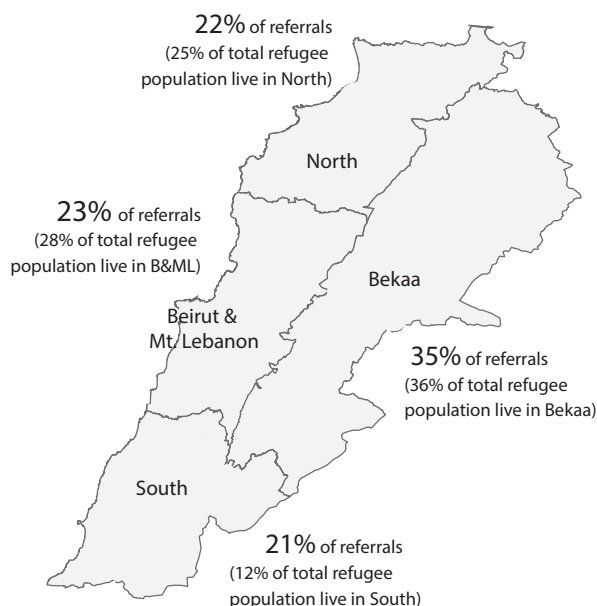 22% of referrals
(25% of total refugee
population live in North)
North
23% of referrals
(28% of total refugee
population live in B&ML)
Bekaa
Beirut &
Mt. Lebanon
35% of referrals
(36% of total refugee
population live in Bekaa)
South
21% of referrals
(12% of total refugee
population live in South)